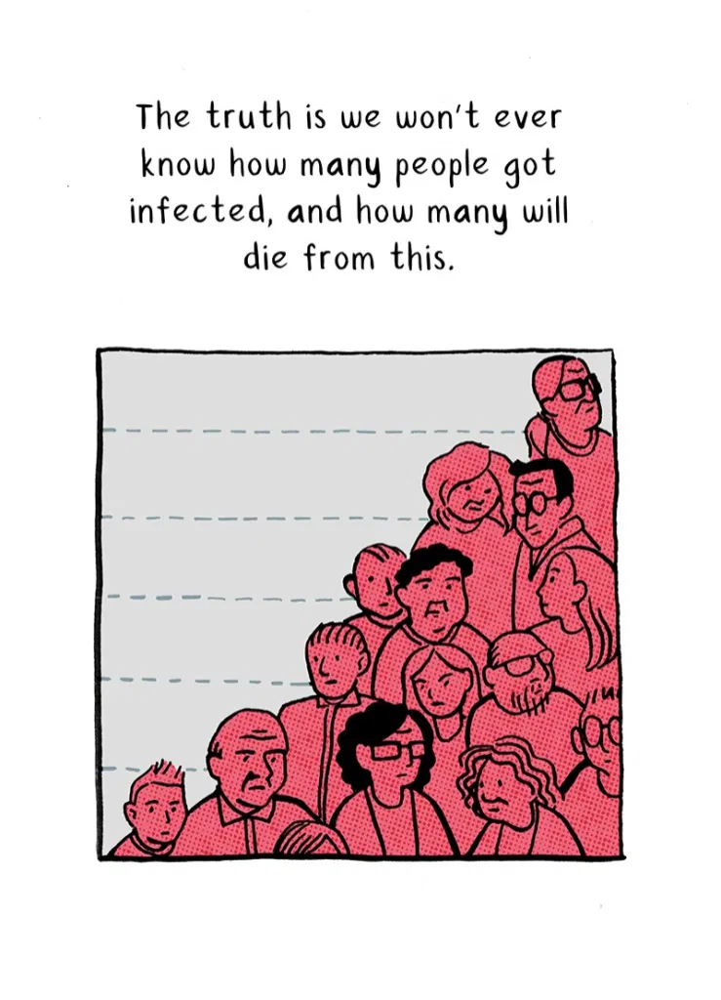 The truth is we won't ever
know how many people got
infected, and how many will
die from this.